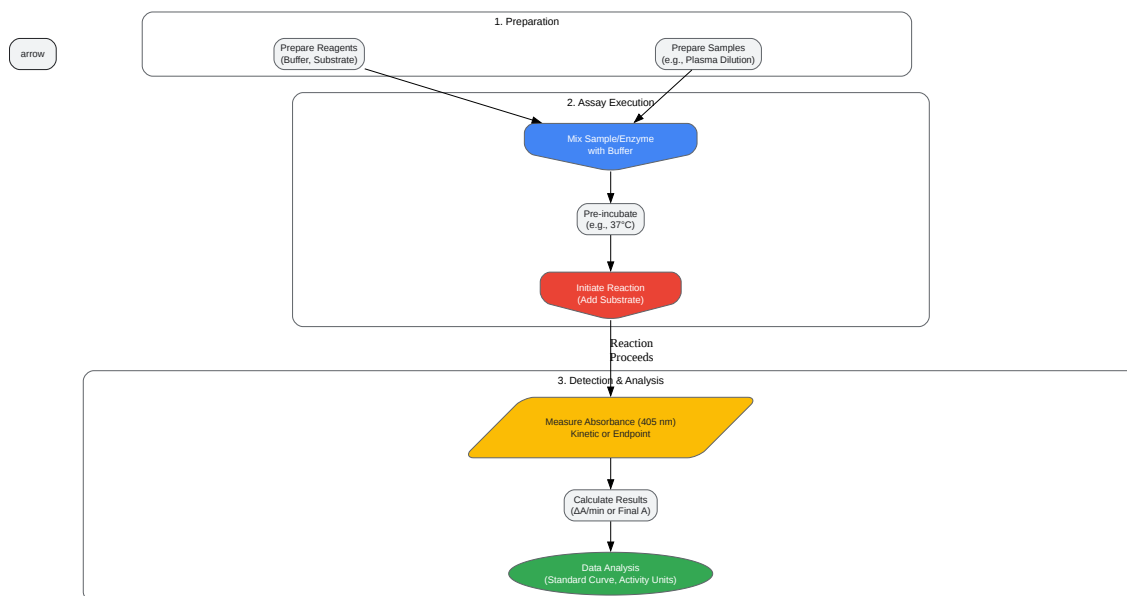 1. Preparation
arrow
Prepare Reagents
(Buffer, Substrate)
Prepare Samples
(e.g., Plasma Dilution)
2. Assay Execution
Mix Sample/Enzyme
with Buffer
Pre-incubate
(e.g., 37°C)
Initiate Reaction
(Add Substrate)
Reaction
Proceeds
3. Detection & Analysis
Measure Absorbance (405 nm)
Kinetic or Endpoint
Calculate Results
(ΔA/min or Final A)
Data Analysis
(Standard Curve, Activity Units)